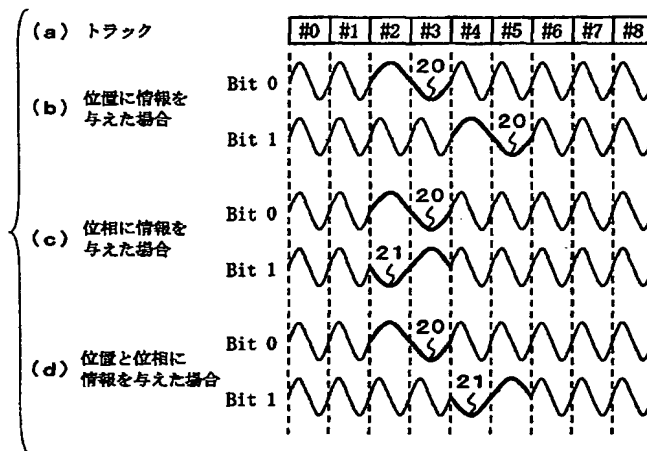 (a) トラック #0 #1 #2 #3 #4 #5 #6 #7 #8
(b) 位置に情報を
与えた場合
Bit 0 20
Bit 1 20
(c) 位相に情報を
与えた場合
Bit 0 20
Bit 1 21
(d) 位置と位相に
情報を与えた場合
Bit 0 20
Bit 1 21